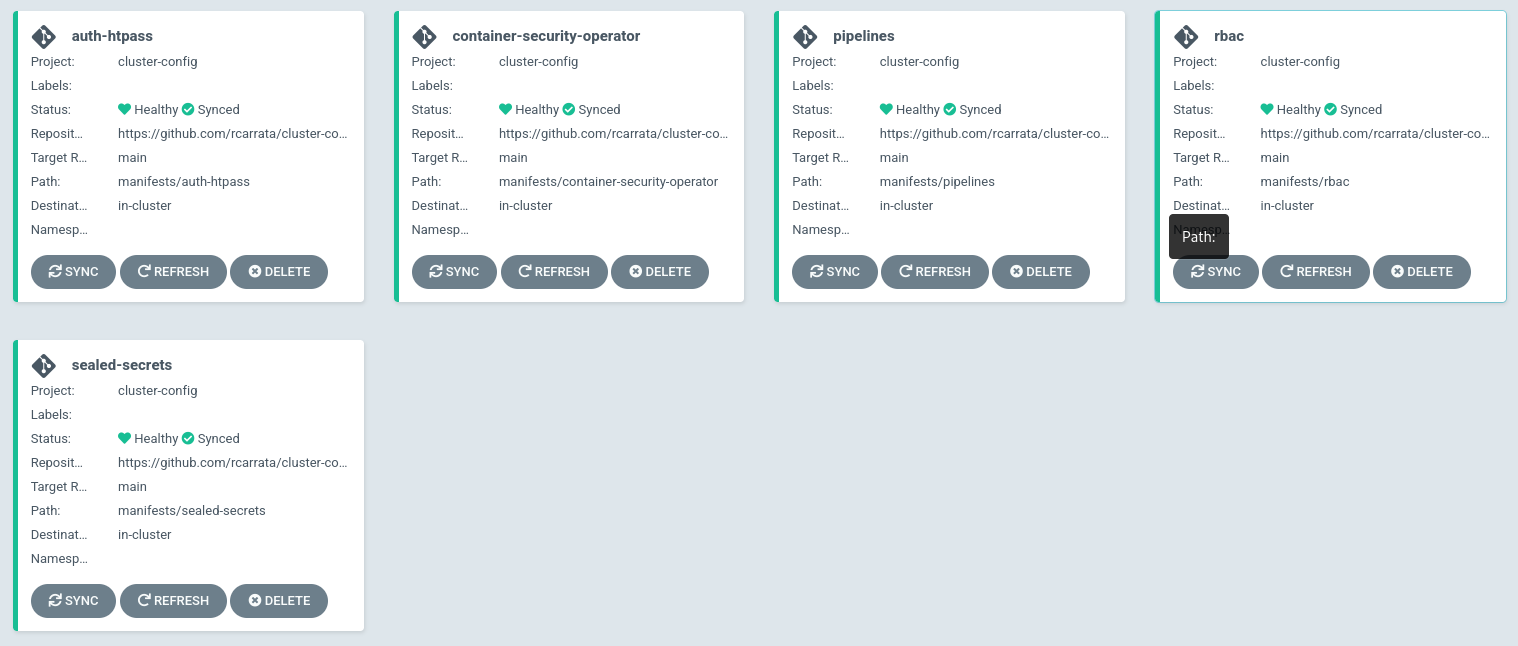 auth-htpass
Project: cluster-config
Labels:
Status: Healthy Synced
Reposit... https://github.com/rcarrata/cluster-co...
Target R... main
Path: manifests/auth-htpass
Destinat... in-cluster
Namesp...
SYNC REFRESH DELETE
container-security-operator
Project: cluster-config
Labels:
Status: Healthy Synced
Reposit... https://github.com/rcarrata/cluster-co...
Target R... main
Path: manifests/container-security-operator
Destinat... in-cluster
Namesp...
SYNC REFRESH DELETE
pipelines
Project: cluster-config
Labels:
Status: Healthy Synced
Reposit... https://github.com/rcarrata/cluster-co...
Target R... main
Path: manifests/pipelines
Destinat... in-cluster
Namesp...
SYNC REFRESH DELETE
rbac
Project: cluster-config
Labels:
Status: Healthy Synced
Reposit... https://github.com/rcarrata/cluster-co...
Target R... main
Path: manifests/rbac
Destinat... in-cluster
Namesp...
Path:
SYNC REFRESH DELETE
sealed-secrets
Project: cluster-config
Labels:
Status: Healthy Synced
Reposit... https://github.com/rcarrata/cluster-co...
Target R... main
Path: manifests/sealed-secrets
Destinat... in-cluster
Namesp...
SYNC REFRESH DELETE